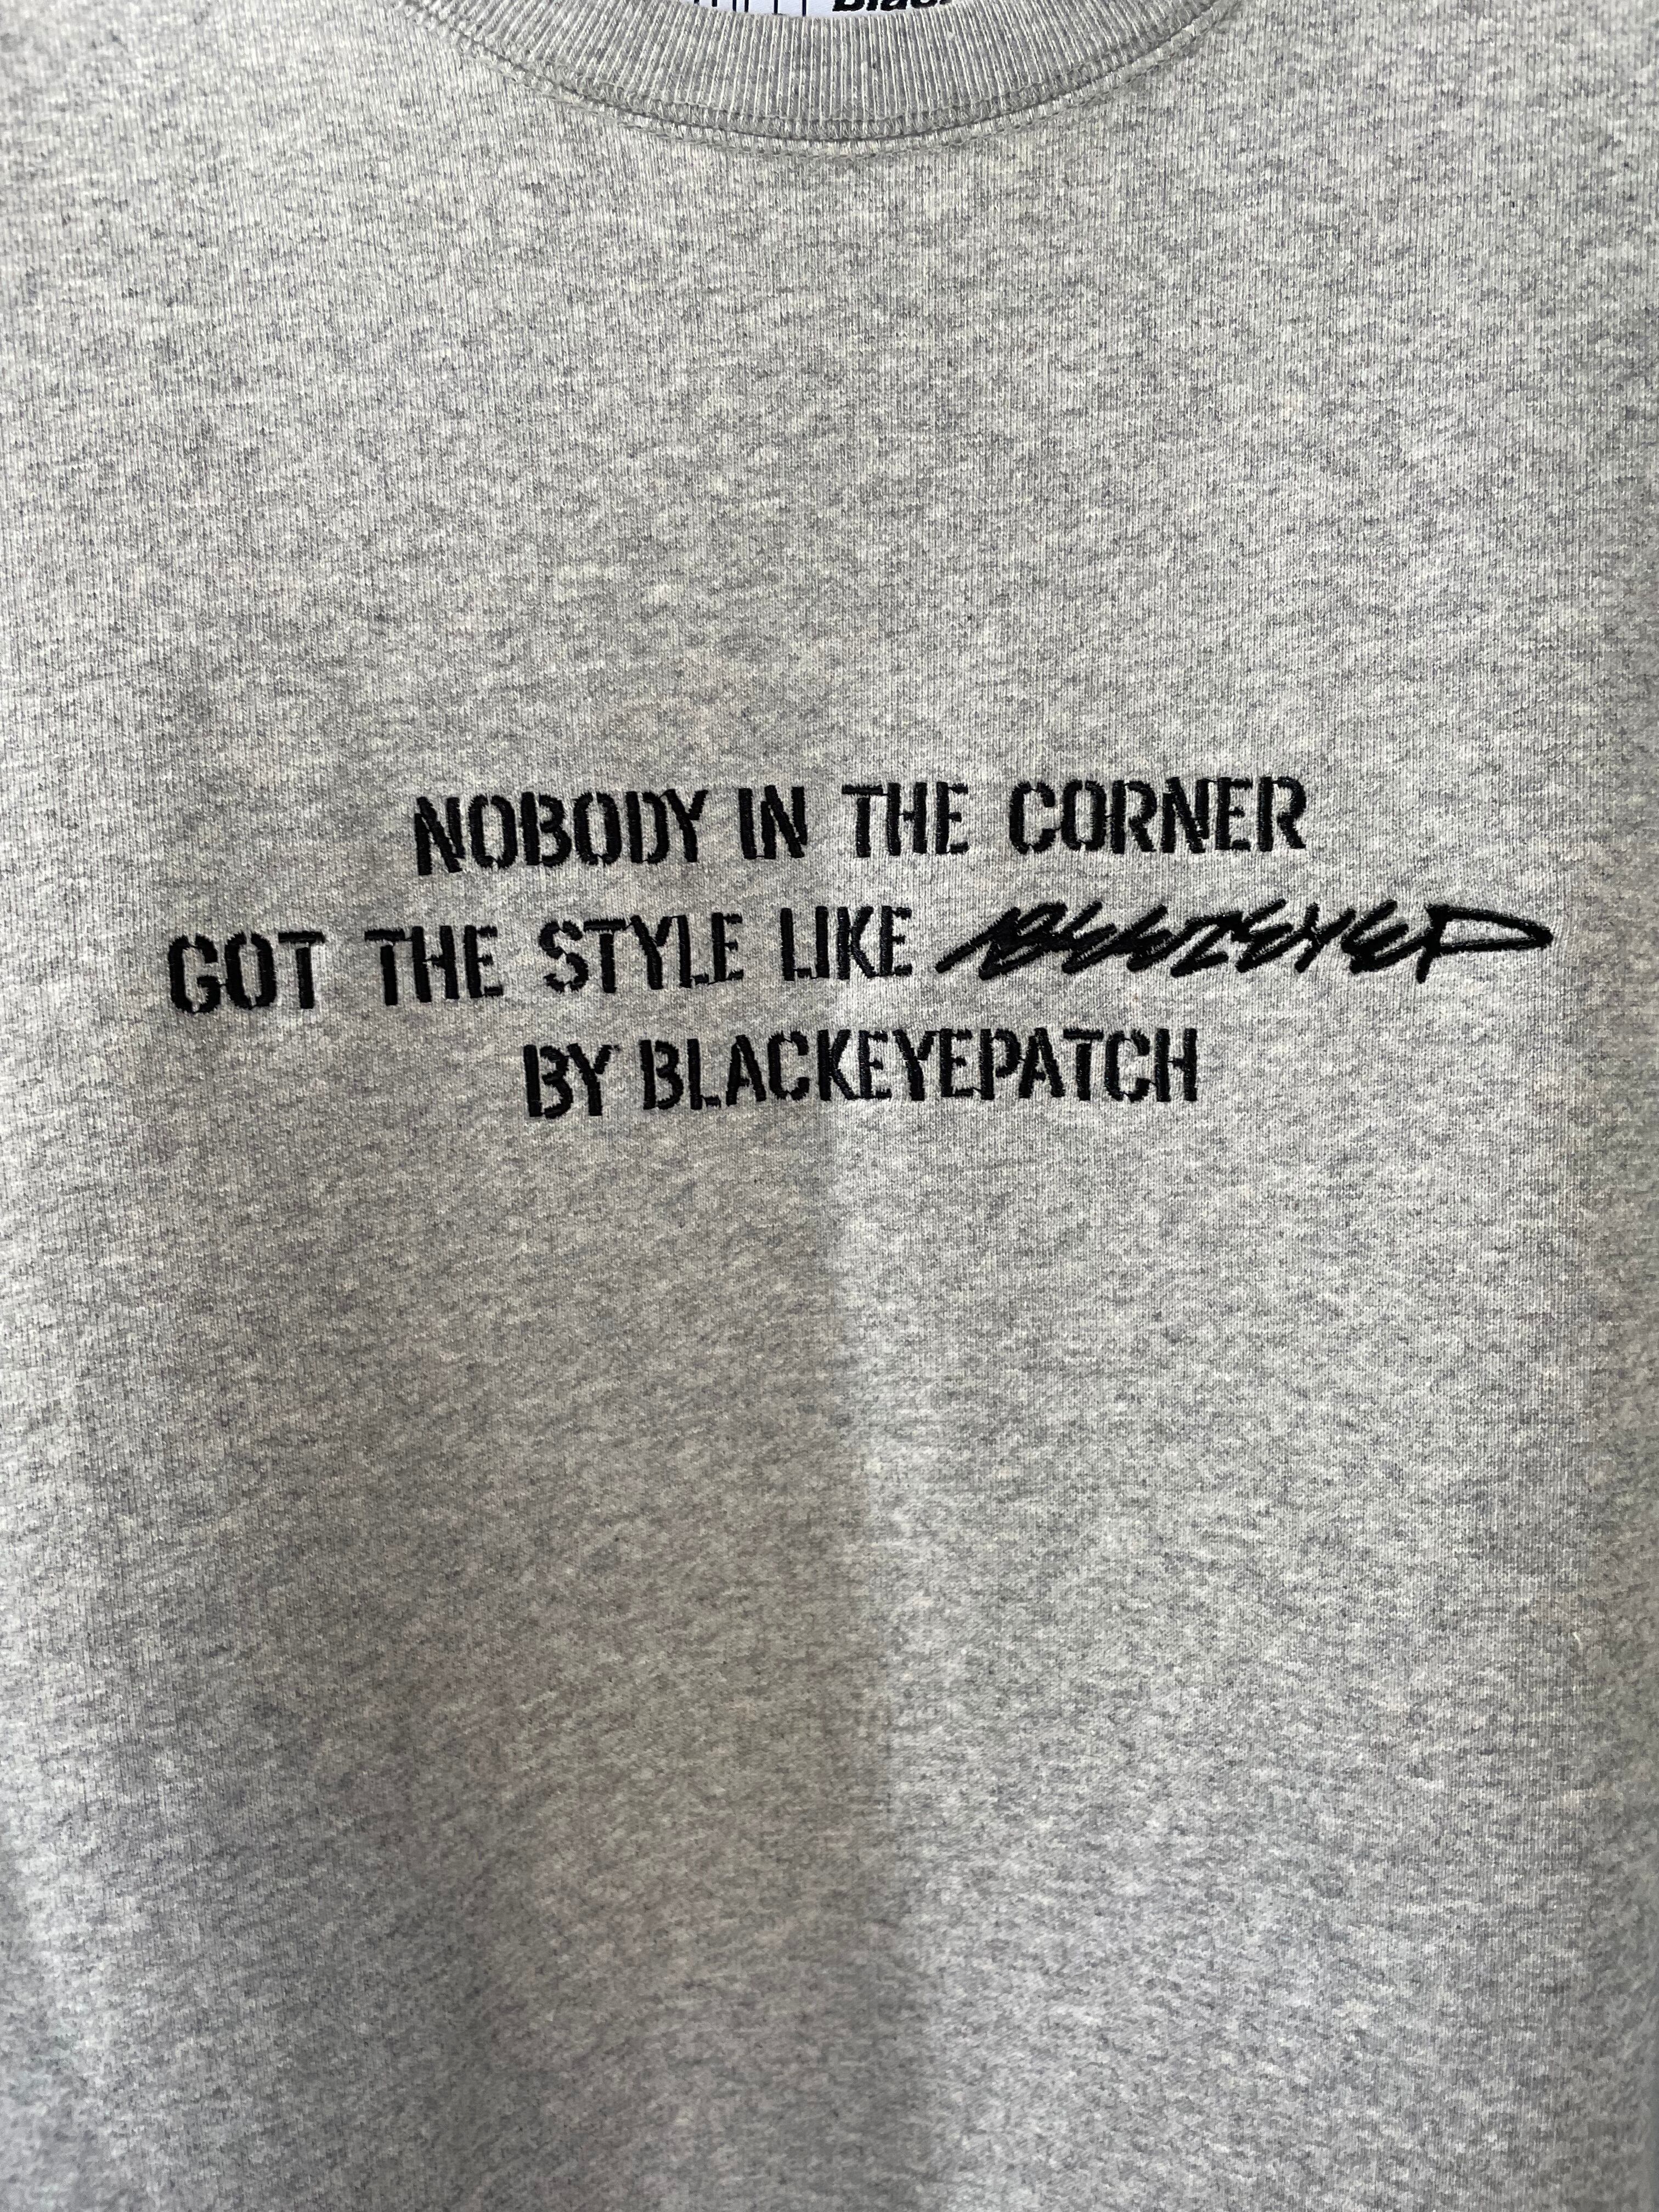 NOBODY IN THE CORNER
GOT THE STYLE LIKE
BY BLACKEYEPATCH